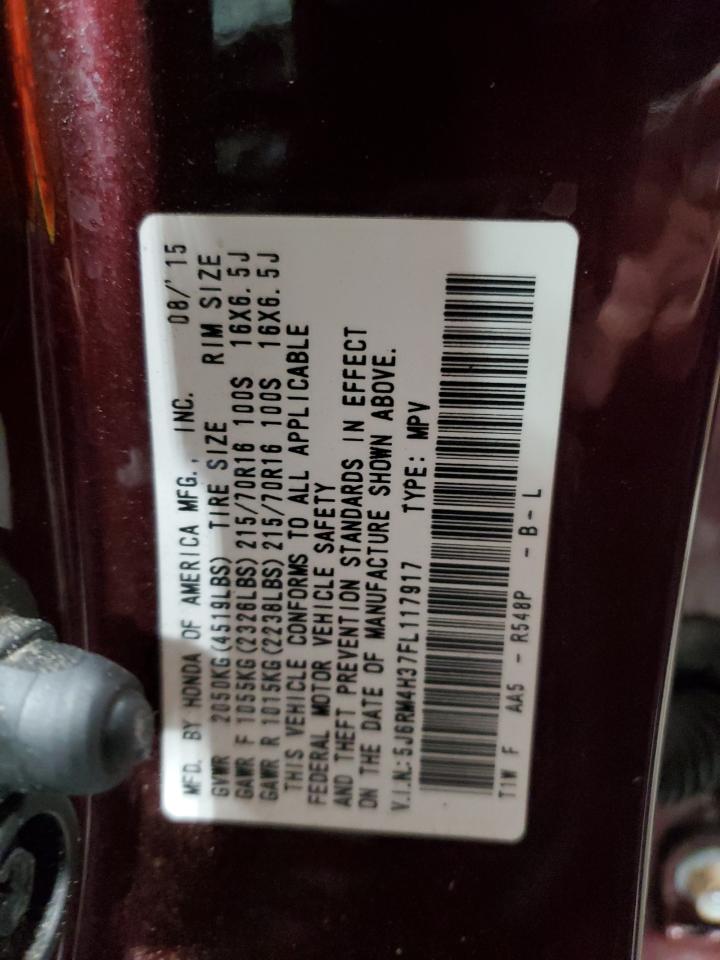 MFD. BY HONDA OF AMERICA MFG., INC. 08/'15
GVWR 2050KG(4519LBS) TIRE SIZE RIM SIZE
GAWR F 1055KG(2326LBS) 215/70R16 100S 16X6.5J
GAWR R 1015KG(2238LBS) 215/70R16 100S 16X6.5J
THIS VEHICLE CONFORMS TO ALL APPLICABLE
FEDERAL MOTOR VEHICLE SAFETY
AND THEFT PREVENTION STANDARDS IN EFFECT
ON THE DATE OF MANUFACTURE SHOWN ABOVE.
V.I.N.:5J6RM4H37FL117917 TYPE: MPV
T1W F AA5 - R548P - B - L